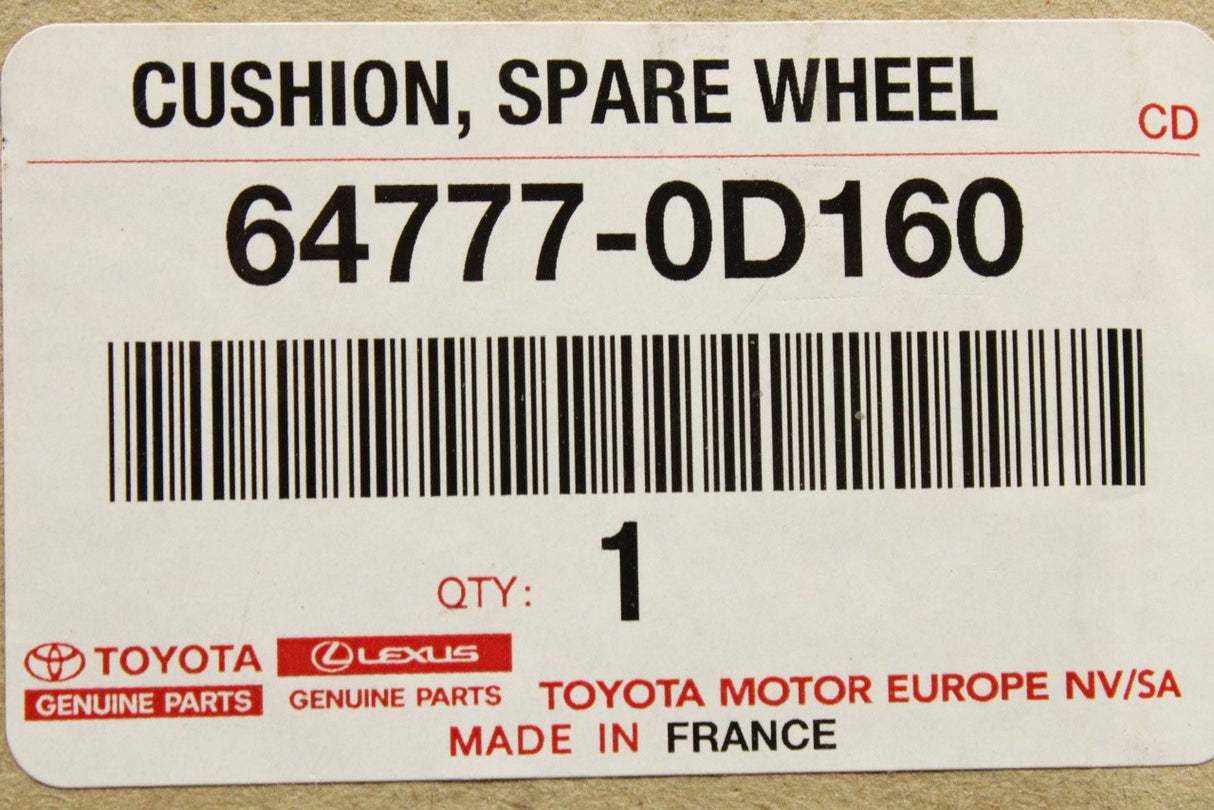 CUSHION, SPARE WHEEL
CD
64777-0D160
QTY: 1
TOYOTA
GENUINE PARTS
LEXUS
GENUINE PARTS
TOYOTA MOTOR EUROPE NV/SA
MADE IN FRANCE